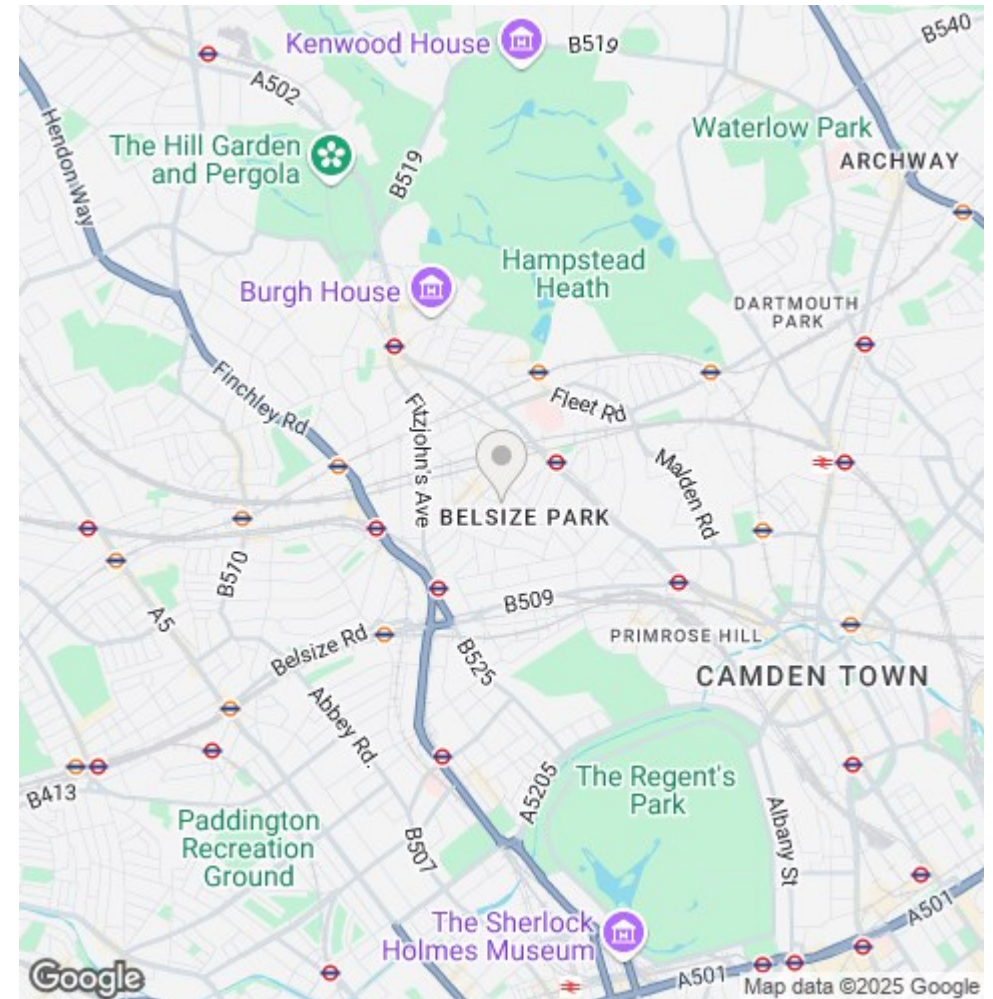 Kenwood House
B519
B540
A502
Hendon Way
The Hill Garden
and Pergola
B519
Waterlow Park
ARCHWAY
Hampstead
Heath
Burgh House
DARTMOUTH
PARK
Finchley Rd
Fitzjohn's Ave
Fleet Rd
Malden Rd
BELSIZE PARK
B510
A5
B509
Belsize Rd
B525
PRIMROSE HILL
CAMDEN TOWN
Abbey Rd.
A5205
The Regent's
Park
B413
Paddington
Recreation
Ground
B507
Albany St
A501
The Sherlock
Holmes Museum
A501
Google
Map data ©2025 Google